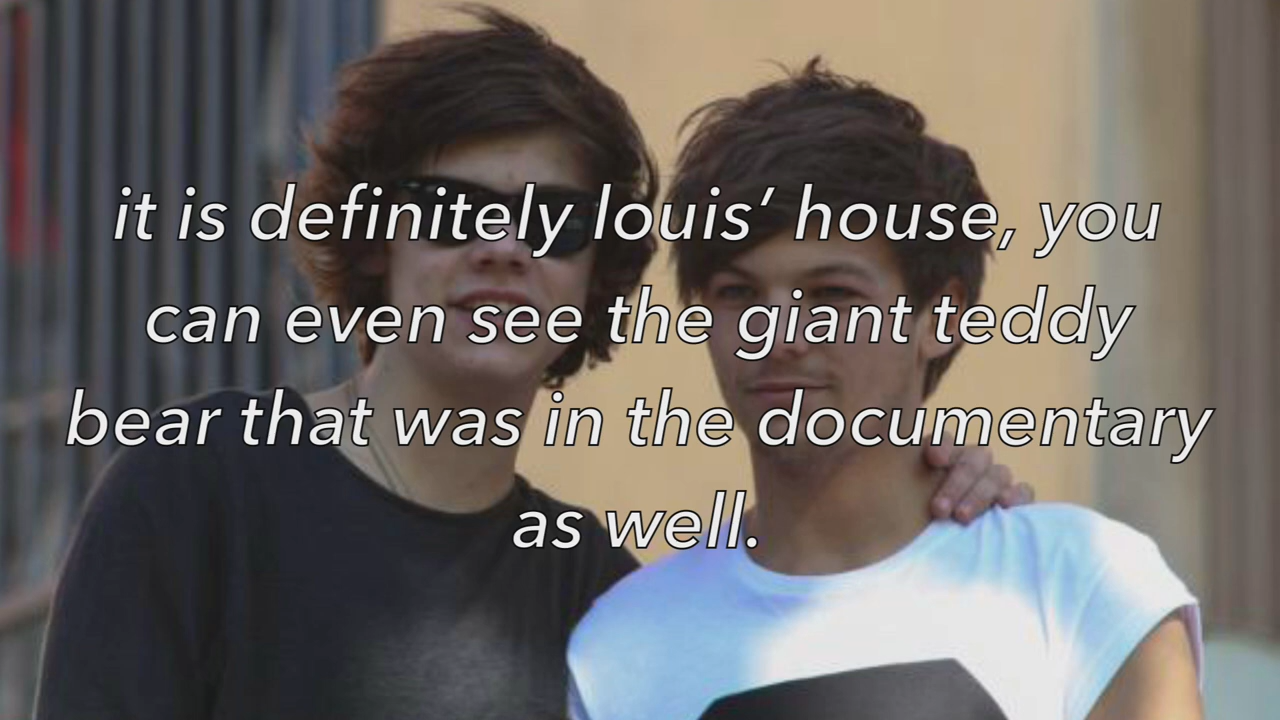 it is definitely louis’ house, you
can even see the giant teddy
bear that was in the documentary
as well.